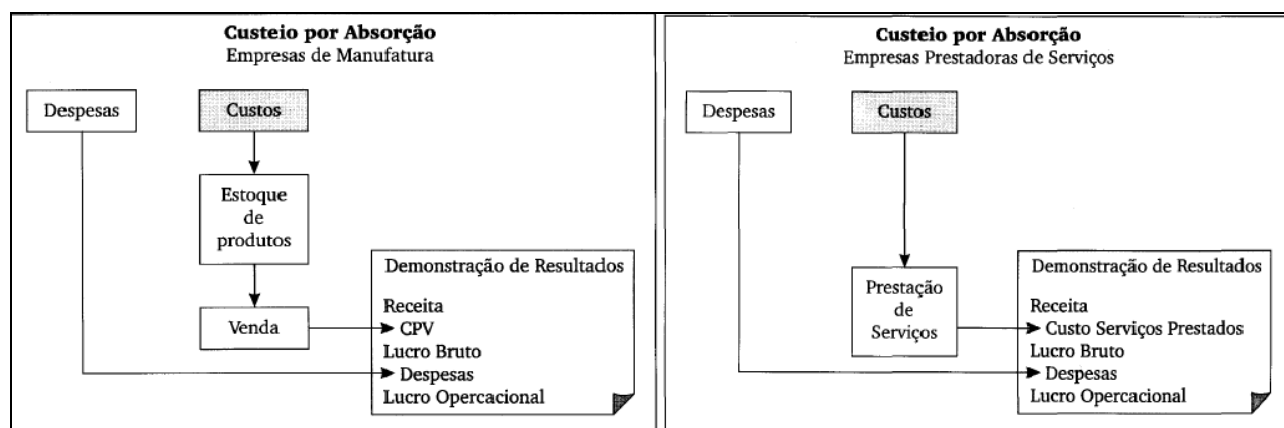 Custeio por Absorção
Empresas de Manufatura
Despesas
Custos
Estoque
de
produtos
Venda
Demonstração de Resultados
Receita
CPV
Lucro Bruto
Despesas
Lucro Opercacional
Custeio por Absorção
Empresas Prestadoras de Serviços
Despesas
Custos
Prestação
de
Serviços
Demonstração de Resultados
Receita
Custo Serviços Prestados
Lucro Bruto
Despesas
Lucro Opercacional